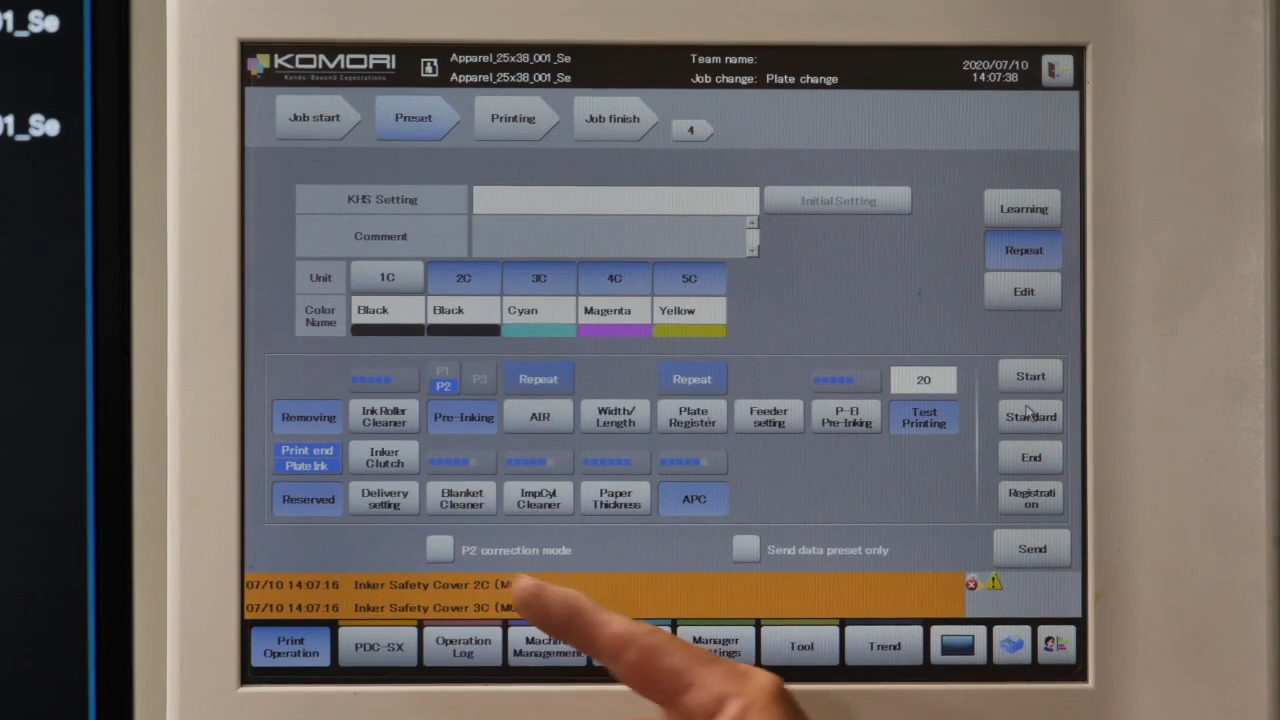 01_Se
01_Se
KOMORI
Kando: Beyond Expectations
Apparel_25x38_001_Se
Apparel_25x38_001_Se
Team name:
Job change: Plate change
2020/07/10
14:07:38
Job start
Preset
Printing
Job finish
4
KHS Setting
Initial Setting
Comment
Learning
Repeat
Edit
Unit
1C
2C
3C
4C
5C
Color
Name
Black
Black
Cyan
Magenta
Yellow
P1
P2
P3
Repeat
Repeat
20
Start
Removing
Ink Roller
Cleaner
Pre-Inking
AIR
Width/
Length
Plate
Register
Feeder
setting
P-B
Pre-Inking
Test
Printing
Standard
Print end
Plate Ink
Inker
Clutch
End
Reserved
Delivery
setting
Blanket
Cleaner
ImpCyl
Cleaner
Paper
Thickness
APC
Registrati
on
P2 correction mode
Send data preset only
Send
07/10 14:07:16 Inker Safety Cover 2C
07/10 14:07:16 Inker Safety Cover 3C
Print
Operation
PDC-SX
Operation
Log
Machine
Management
Manager
Tool
Trend